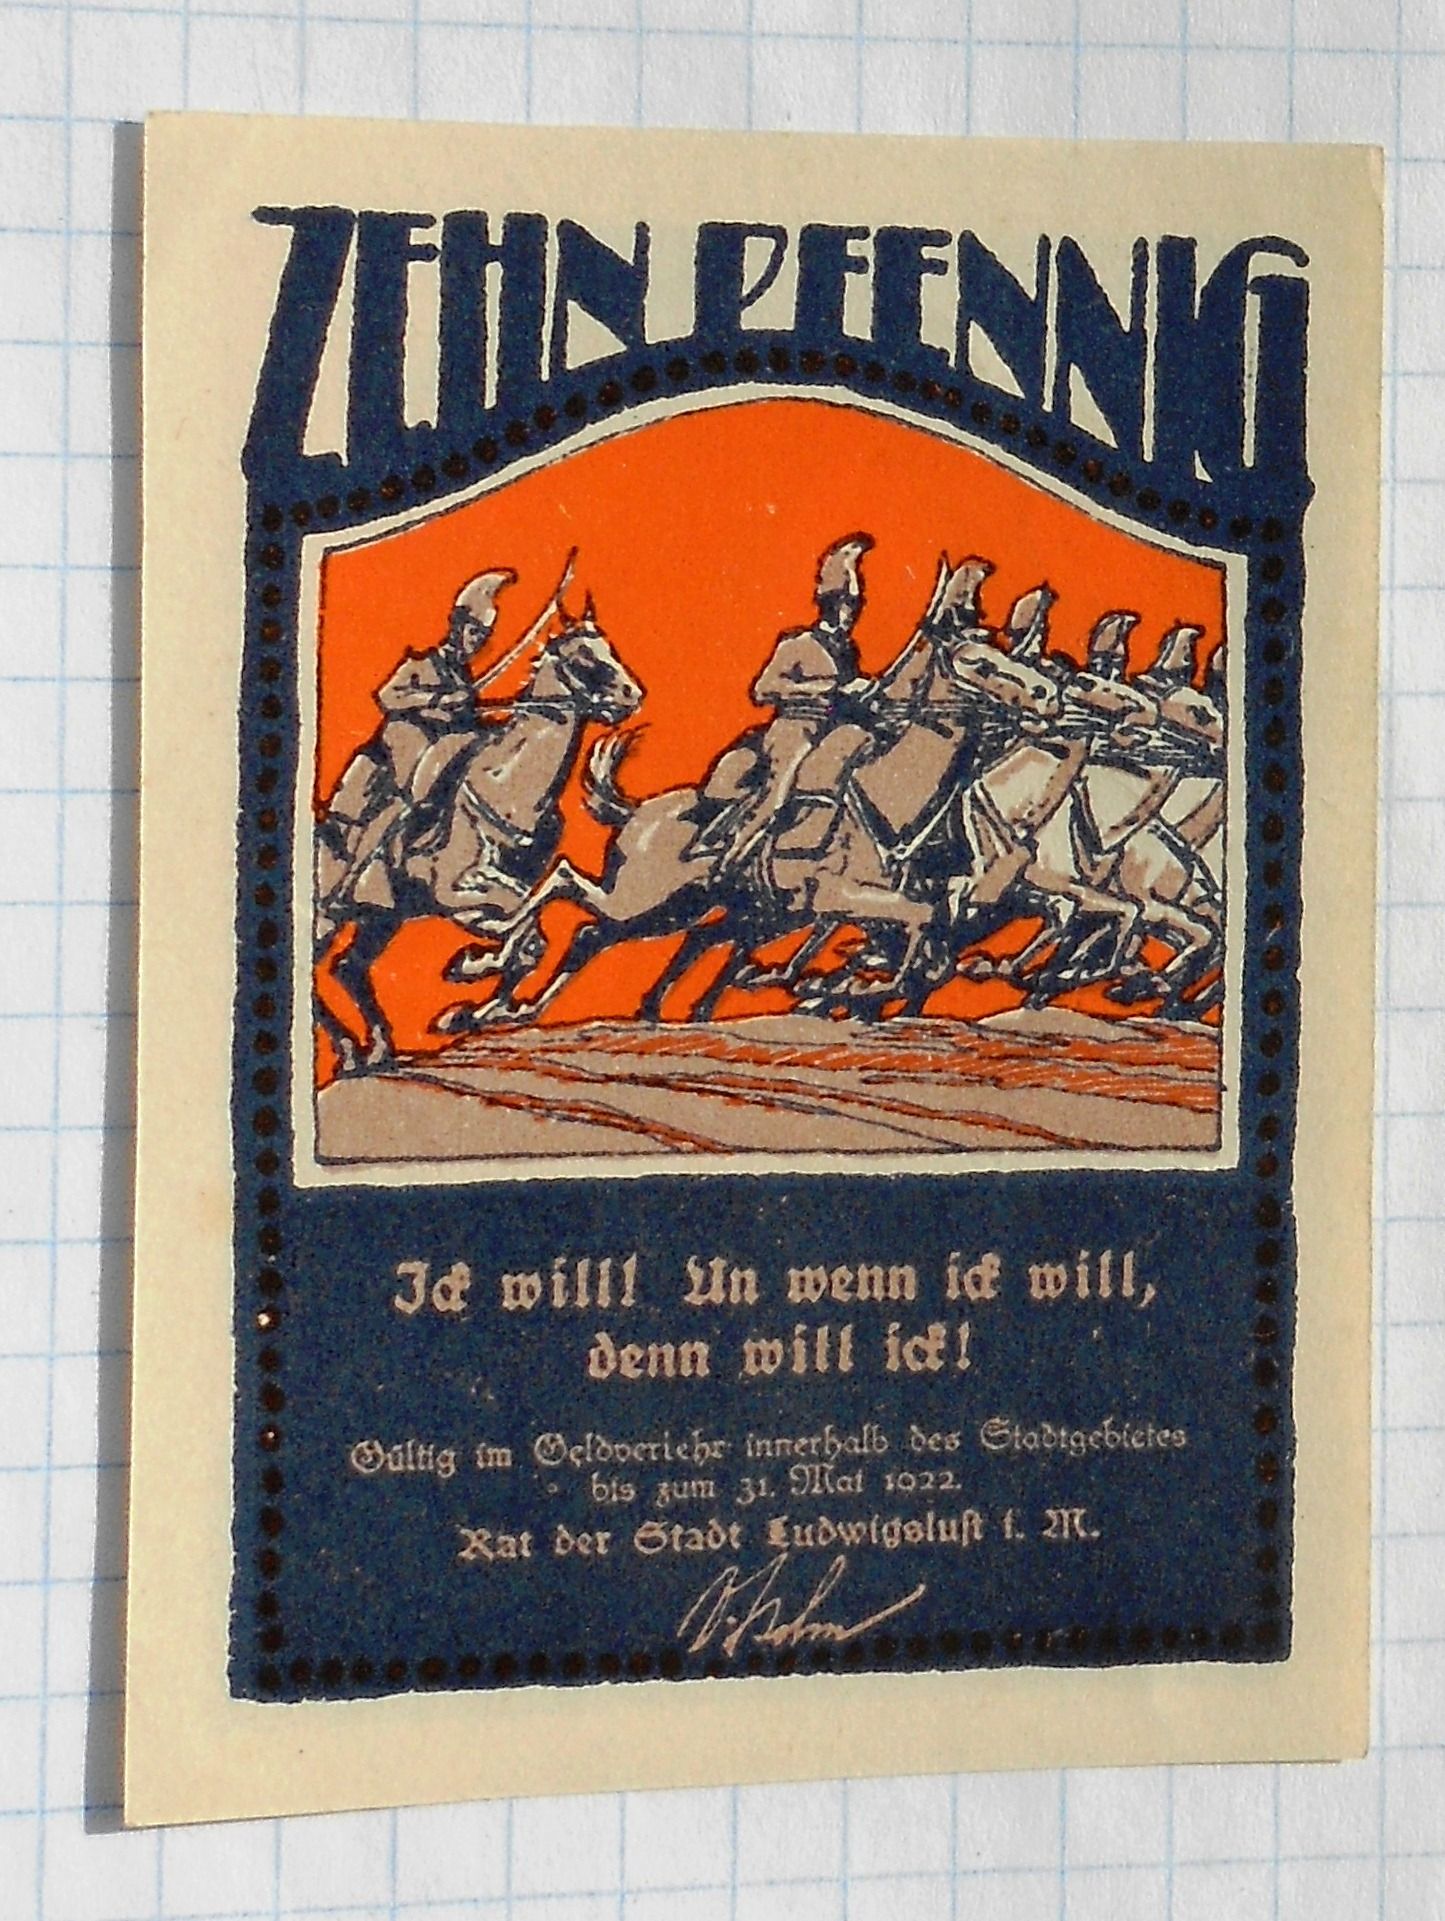 ZEHN PFENNIG
Ick will! Un wenn ick will,
denn will ick!
Gültig im Geldverkehr innerhalb des Stadtgebietes
bis zum 31. Mai 1922.
Rat der Stadt Ludwigslust i. M.